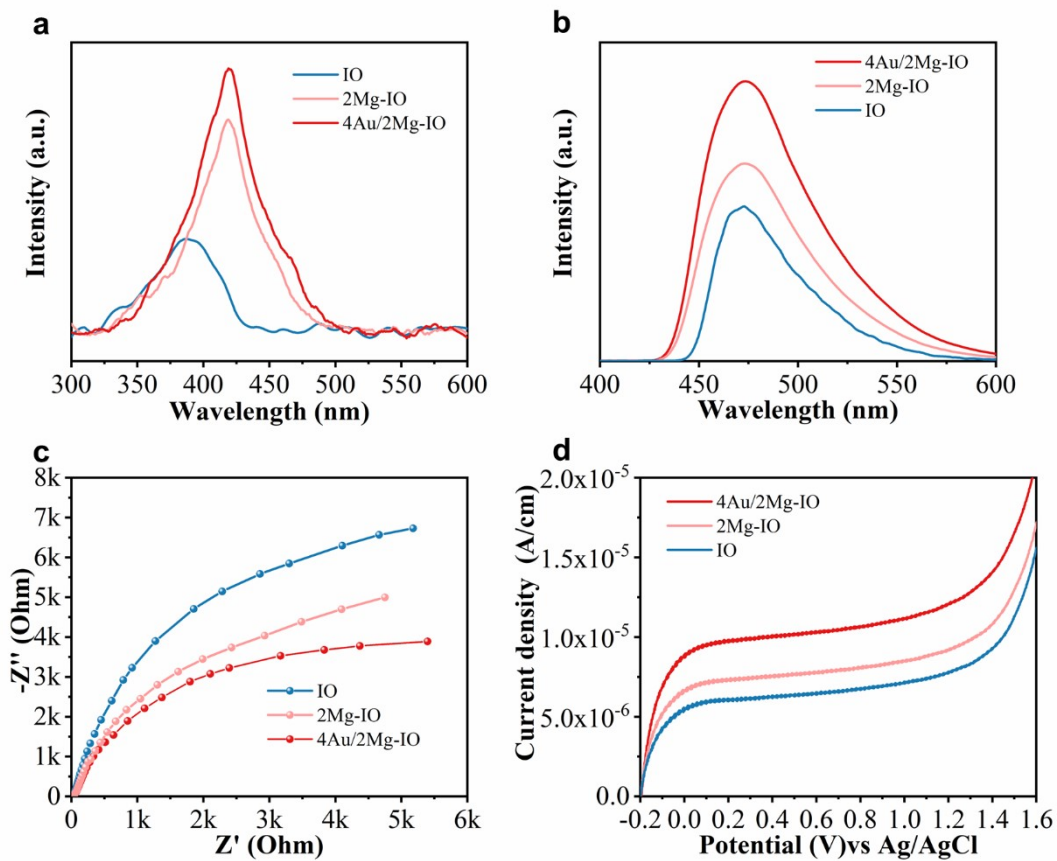 a
IO
2Mg-IO
4Au/2Mg-IO
Intensity (a.u.)
300 350 400 450 500 550 600
Wavelength (nm)
b
4Au/2Mg-IO
2Mg-IO
IO
Intensity (a.u.)
400 450 500 550 600
Wavelength (nm)
c
8k
7k
6k
5k
4k
3k
2k
1k
0
-Z'' (Ohm)
IO
2Mg-IO
4Au/2Mg-IO
0 1k 2k 3k 4k 5k 6k
Z' (Ohm)
d
2.0x10-5
1.5x10-5
1.0x10-5
5.0x10-6
0.0
Current density (A/cm)
4Au/2Mg-IO
2Mg-IO
IO
-0.2 0.0 0.2 0.4 0.6 0.8 1.0 1.2 1.4 1.6
Potential (V)vs Ag/AgCl